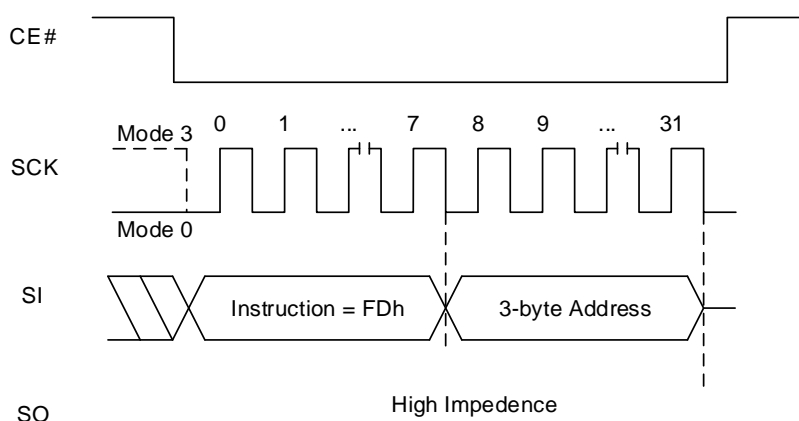 CE#
Mode 3 0 1 ... 7 8 9 ... 31
SCK
Mode 0
SI Instruction = FDh 3-byte Address
High Impedence
SO